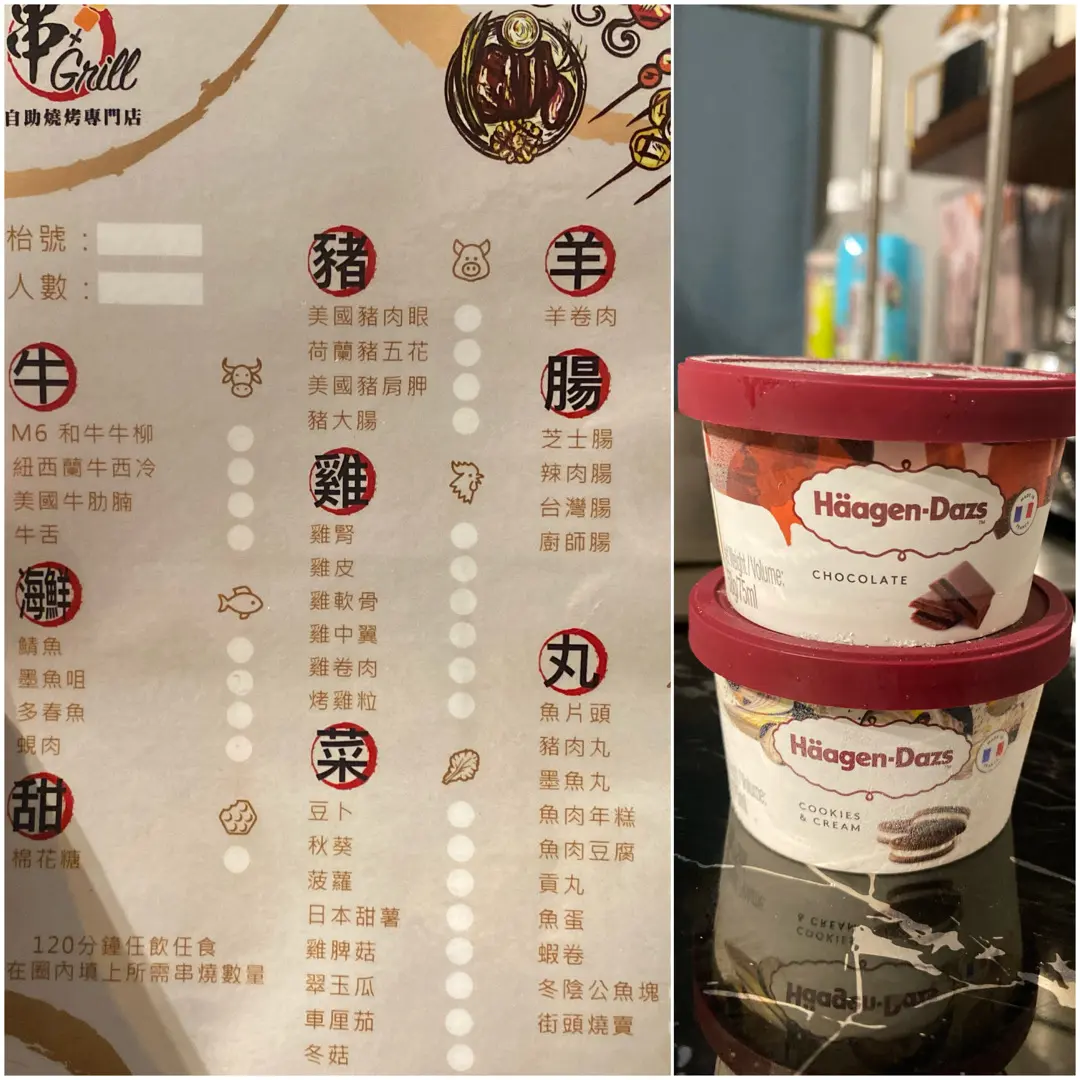 串
×
Grill
自助燒烤專門店
枱號：
人數：
牛
M6 和牛牛柳
紐西蘭牛西冷
美國牛肋腩
牛舌
海鮮
鯖魚
墨魚咀
多春魚
蜆肉
甜
棉花糖
120分鐘任飲任食
在圈內填上所需串燒數量
豬
美國豬肉眼
荷蘭豬五花
美國豬肩胛
豬大腸
雞
雞腎
雞皮
雞軟骨
雞中翼
雞卷肉
烤雞粒
菜
豆卜
秋葵
菠蘿
日本甜薯
雞脾菇
翠玉瓜
車厘茄
冬菇
羊
羊卷肉
腸
芝士腸
辣肉腸
台灣腸
廚師腸
丸
魚片頭
豬肉丸
墨魚丸
魚肉年糕
魚肉豆腐
貢丸
魚蛋
蝦卷
冬陰公魚塊
街頭燒賣
Häagen-Dazs
CHOCOLATE
Weight/Volume:
75ml
Häagen-Dazs
COOKIES
& CREAM